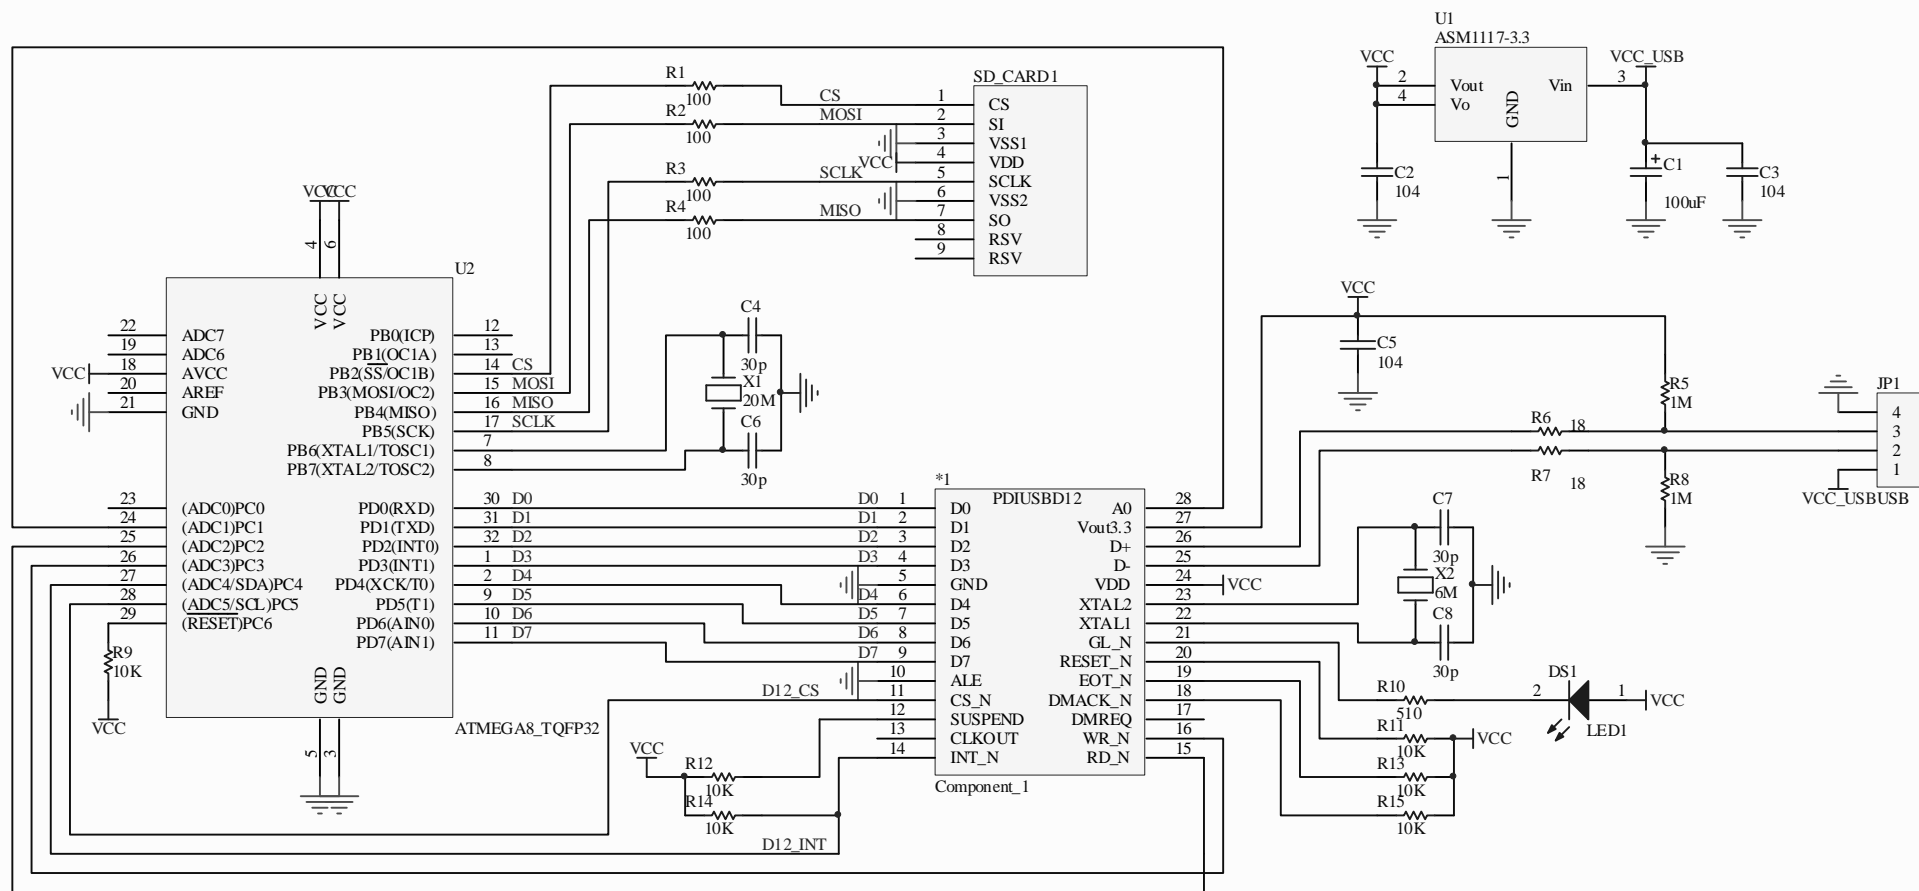 U1
ASM1117-3.3
VCC
2
Vout
4
Vo
GND
Vin
3
VCC_USB
1
C2
104
C1
100uF
C3
104
R1
100
R2
100
R3
100
R4
100
CS
MOSI
VCC
SCLK
MISO
SD_CARD1
1 CS
2 SI
3 VSS1
4 VDD
5 SCLK
6 VSS2
7 SO
8 RSV
9 RSV
VCC
VCC
4
6
U2
VCC
VCC
22 ADC7
19 ADC6
VCC 18 AVCC
20 AREF
21 GND
PB0(ICP) 12
PB1(OC1A) 13
PB2(SS/OC1B) 14 CS
PB3(MOSI/OC2) 15 MOSI
PB4(MISO) 16 MISO
PB5(SCK) 17 SCLK
PB6(XTAL1/TOSC1) 7
PB7(XTAL2/TOSC2) 8
23 (ADC0)PC0
24 (ADC1)PC1
25 (ADC2)PC2
26 (ADC3)PC3
27 (ADC4/SDA)PC4
28 (ADC5/SCL)PC5
29 (RESET)PC6
PD0(RXD) 30 D0
PD1(TXD) 31 D1
PD2(INT0) 32 D2
PD3(INT1) 1 D3
PD4(XCK/T0) 2 D4
PD5(T1) 9 D5
PD6(AIN0) 10 D6
PD7(AIN1) 11 D7
GND
GND
5
3
ATMEGA8_TQFP32
R9
10K
VCC
C4
30p
X1
20M
C6
30p
*1
PDIUSBD12
D0 1 D0
D1 2 D1
D2 3 D2
D3 4 D3
5 GND
D4 6 D4
D5 7 D5
D6 8 D6
D7 9 D7
10 ALE
D12_CS 11 CS_N
12 SUSPEND
13 CLKOUT
14 INT_N
A0 28
Vout3.3 27
D+ 26
D- 25
VDD 24 VCC
XTAL2 23
XTAL1 22
GL_N 21
RESET_N 20
EOT_N 19
DMACK_N 18
DMREQ 17
WR_N 16
RD_N 15
Component_1
VCC
R12
10K
R14
10K
D12_INT
VCC
C5
104
R5
1M
R6 18
R7 18
R8
1M
JP1
4
3
2
1
VCC_USB
USB
C7
30p
X2
6M
C8
30p
R10
510
DS1
2
1
VCC
LED1
R11
10K
VCC
R13
10K
R15
10K